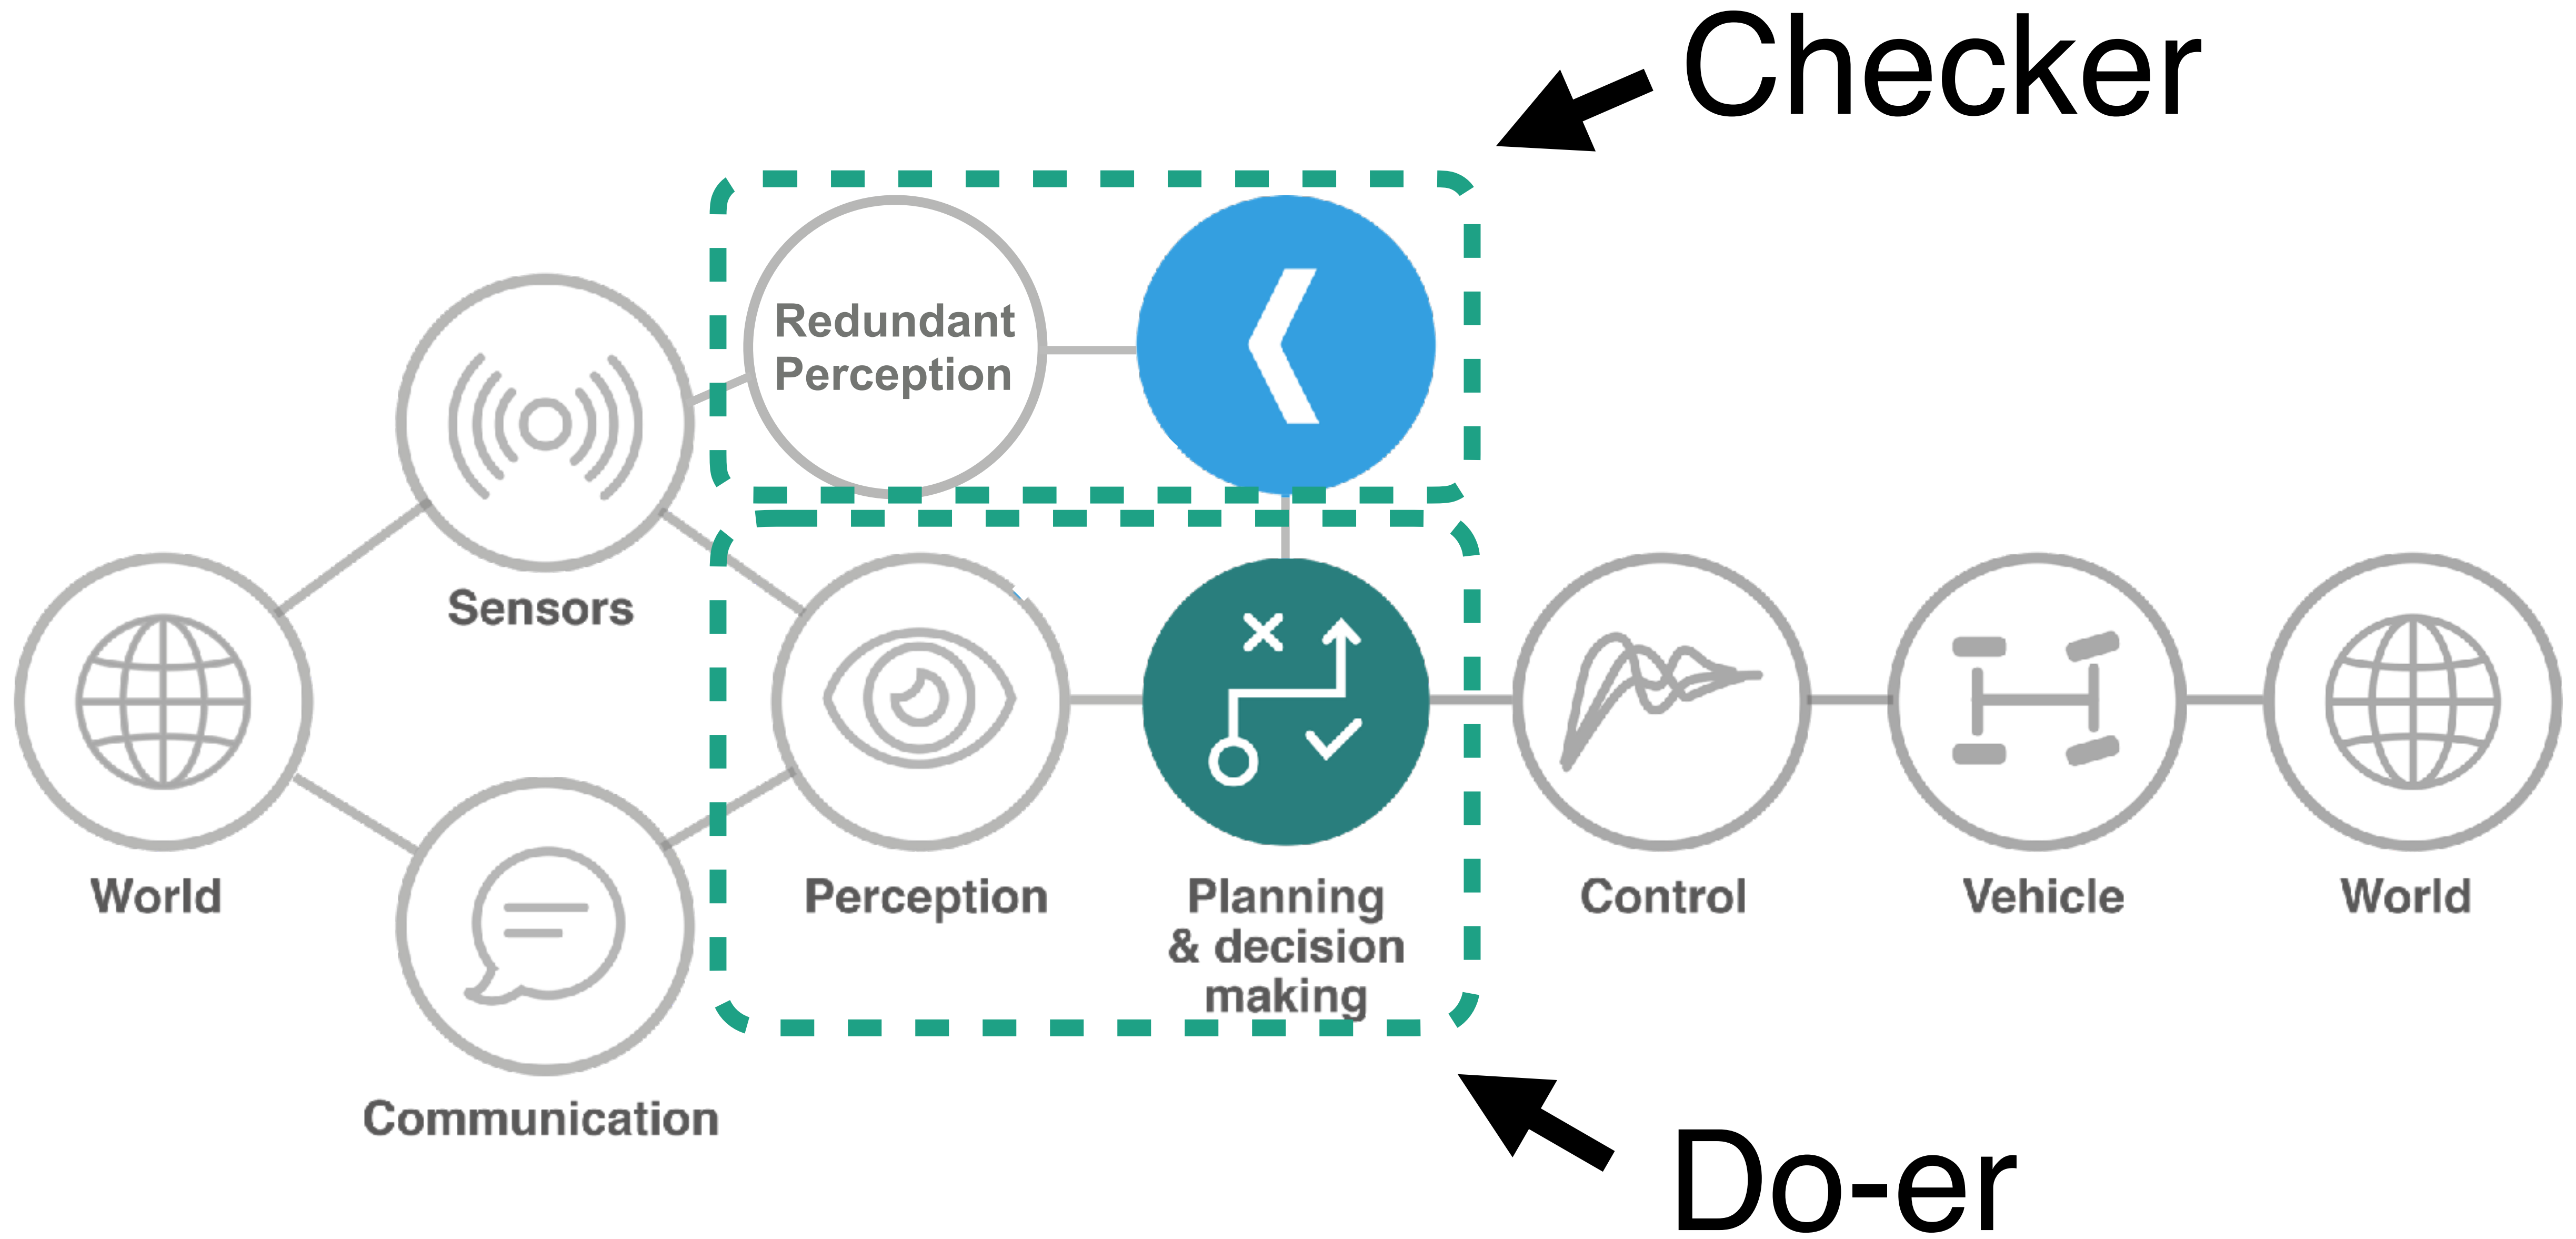 Checker
Redundant
Perception
Sensors
World
Perception
Planning
& decision
making
Control
Vehicle
World
Communication
Do-er